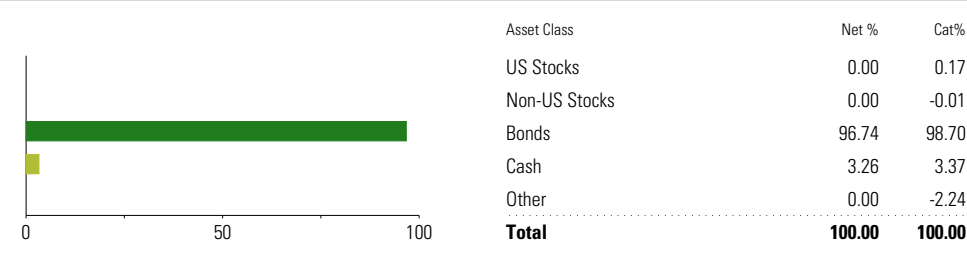 Asset Class Net % Cat%
US Stocks 0.00 0.17
Non-US Stocks 0.00 -0.01
Bonds 96.74 98.70
Cash 3.26 3.37
Other 0.00 -2.24
0 50 100 Total 100.00 100.00